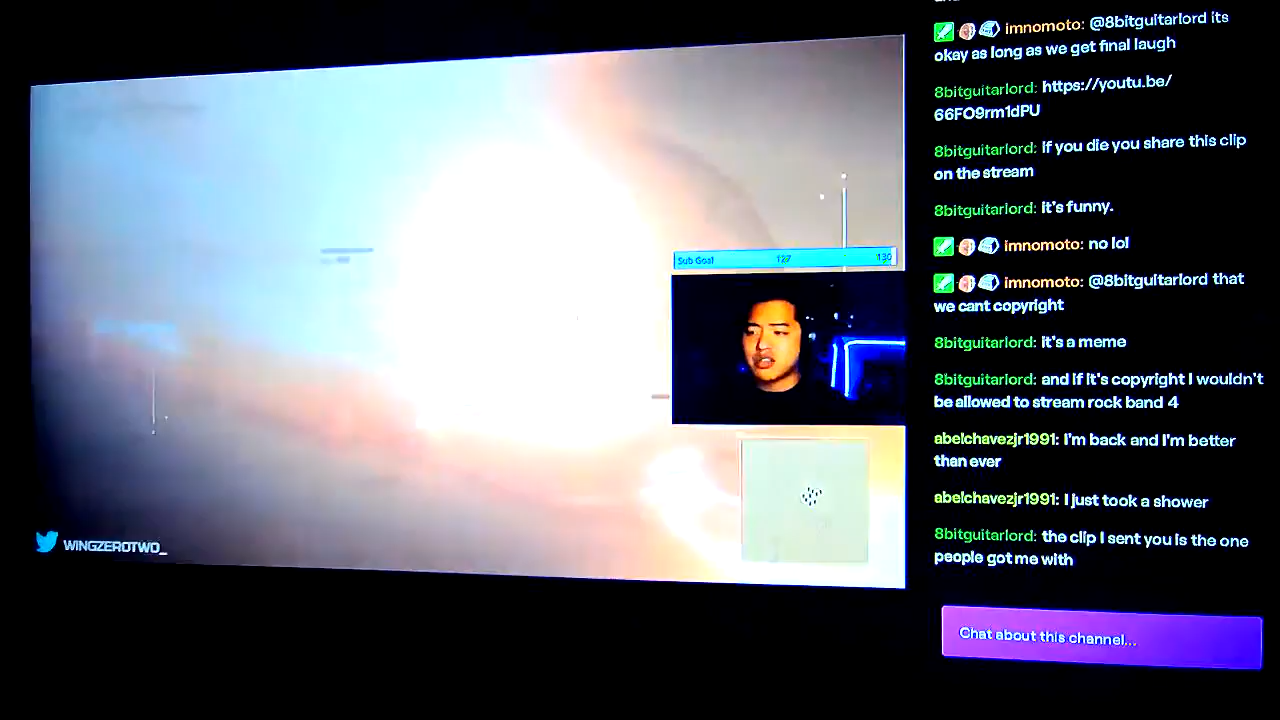 Sub Goal 127 130
WINGZEROTWO_
imnomoto: @8bitguitarlord its
okay as long as we get final laugh
8bitguitarlord: https://youtu.be/
66FO9rm1dPU
8bitguitarlord: if you die you share this clip
on the stream
8bitguitarlord: it's funny.
imnomoto: no lol
imnomoto: @8bitguitarlord that
we cant copyright
8bitguitarlord: it's a meme
8bitguitarlord: and if it's copyright I wouldn't
be allowed to stream rock band 4
abelchavezjr1991: I'm back and I'm better
than ever
abelchavezjr1991: I just took a shower
8bitguitarlord: the clip I sent you is the one
people got me with
Chat about this channel...